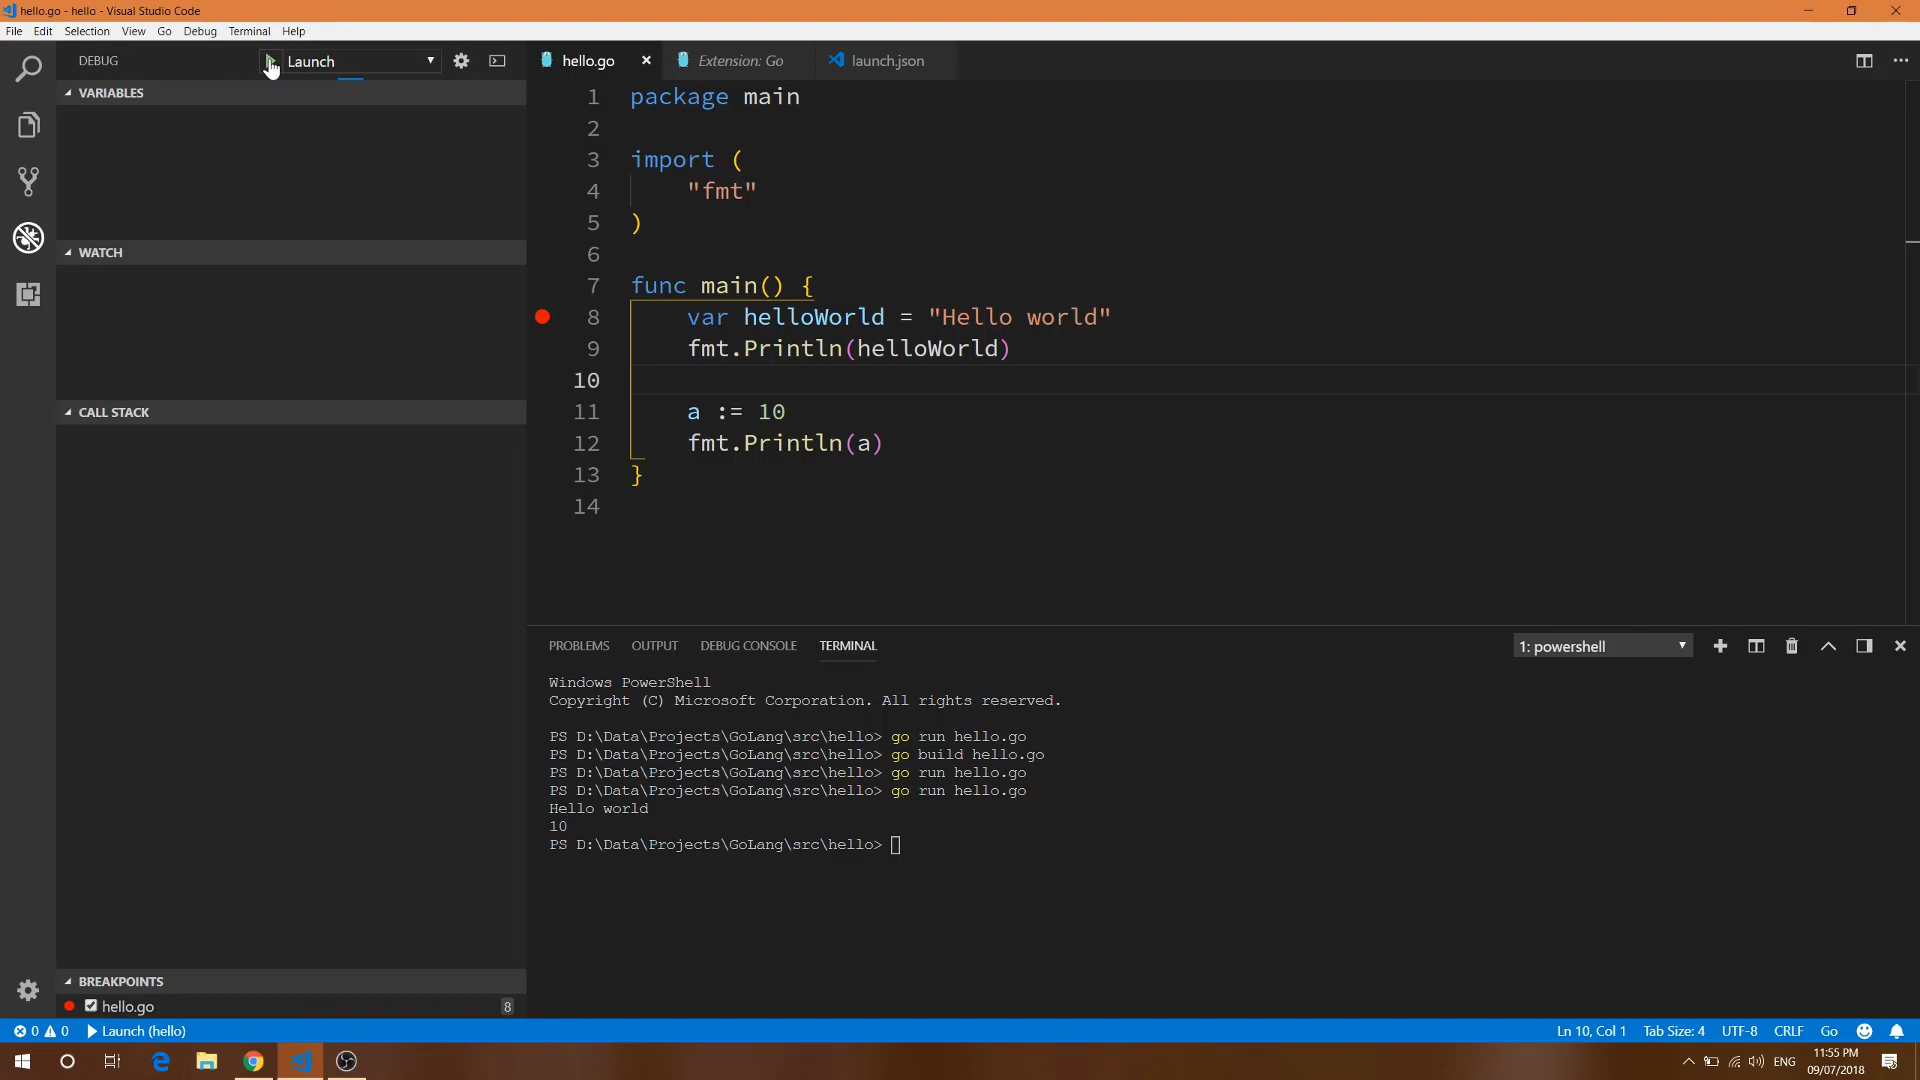 hello.go - hello - Visual Studio Code
File Edit Selection View Go Debug Terminal Help
DEBUG Launch
hello.go Extension: Go launch.json
VARIABLES
WATCH
CALL STACK
BREAKPOINTS
hello.go 8
1 package main
2
3 import (
4 "fmt"
5 )
6
7 func main() {
8 var helloWorld = "Hello world"
9 fmt.Println(helloWorld)
10
11 a := 10
12 fmt.Println(a)
13 }
14
PROBLEMS OUTPUT DEBUG CONSOLE TERMINAL 1: powershell
Windows PowerShell
Copyright (C) Microsoft Corporation. All rights reserved.
PS D:\Data\Projects\GoLang\src\hello> go run hello.go
PS D:\Data\Projects\GoLang\src\hello> go build hello.go
PS D:\Data\Projects\GoLang\src\hello> go run hello.go
PS D:\Data\Projects\GoLang\src\hello> go run hello.go
Hello world
10
PS D:\Data\Projects\GoLang\src\hello>
0 0 Launch (hello) Ln 10, Col 1 Tab Size: 4 UTF-8 CRLF Go
ENG 11:55 PM
09/07/2018